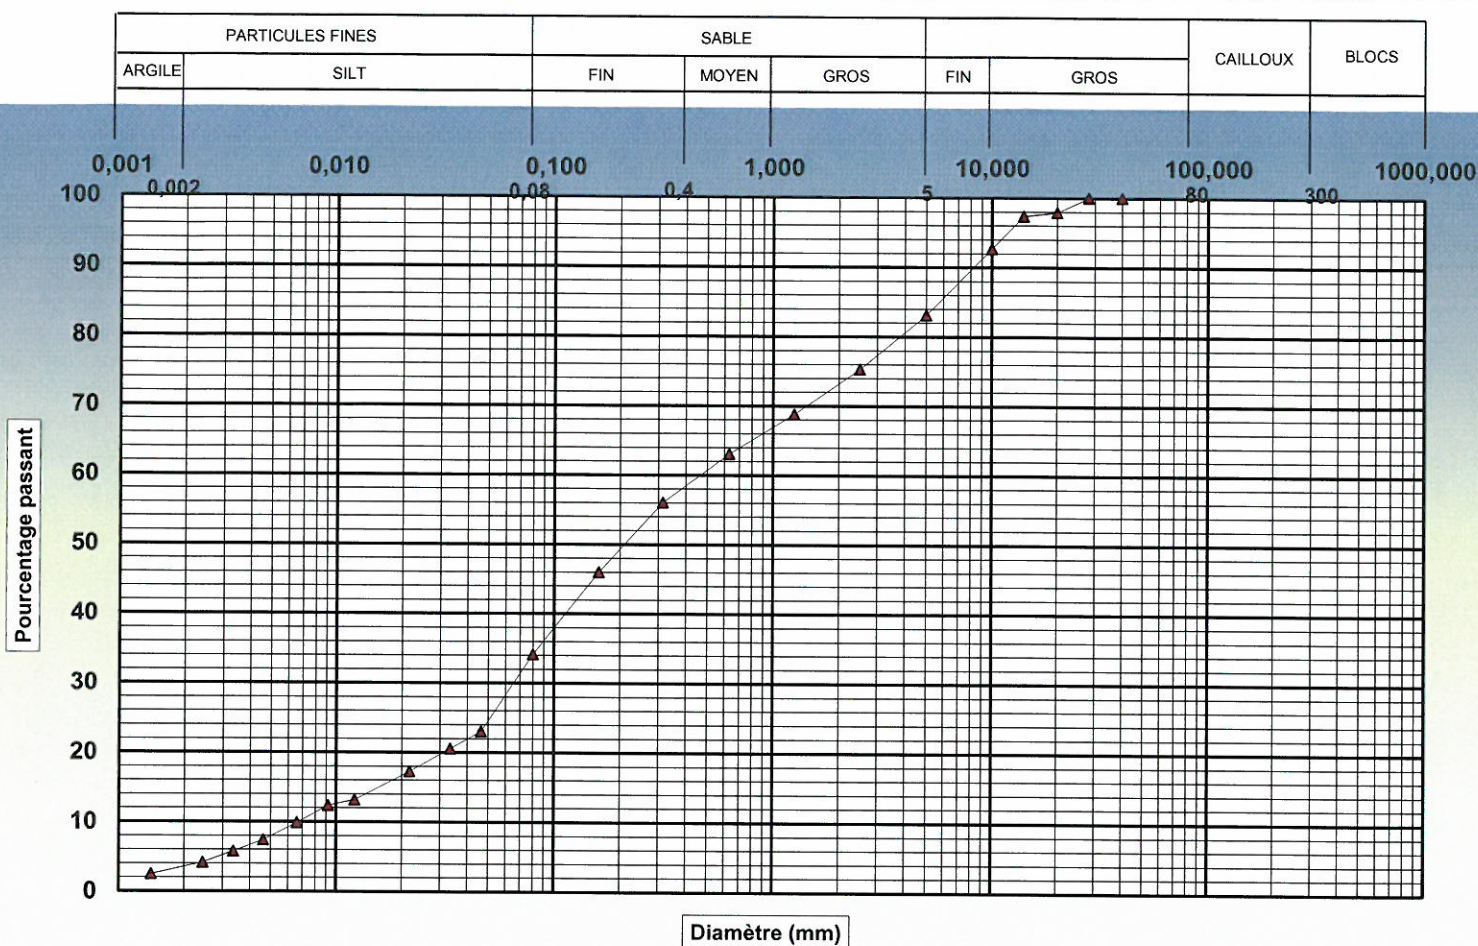 PARTICULES FINES SABLE CAILLOUX BLOCS
ARGILE SILT FIN MOYEN GROS FIN GROS
0,001 0,010 0,100 1,000 10,000 100,000 1000,000
0,002 0,08 0,4 5 80 300
100
90
80
70
60
50
40
30
20
10
0
Pourcentage passant
Diamètre (mm)